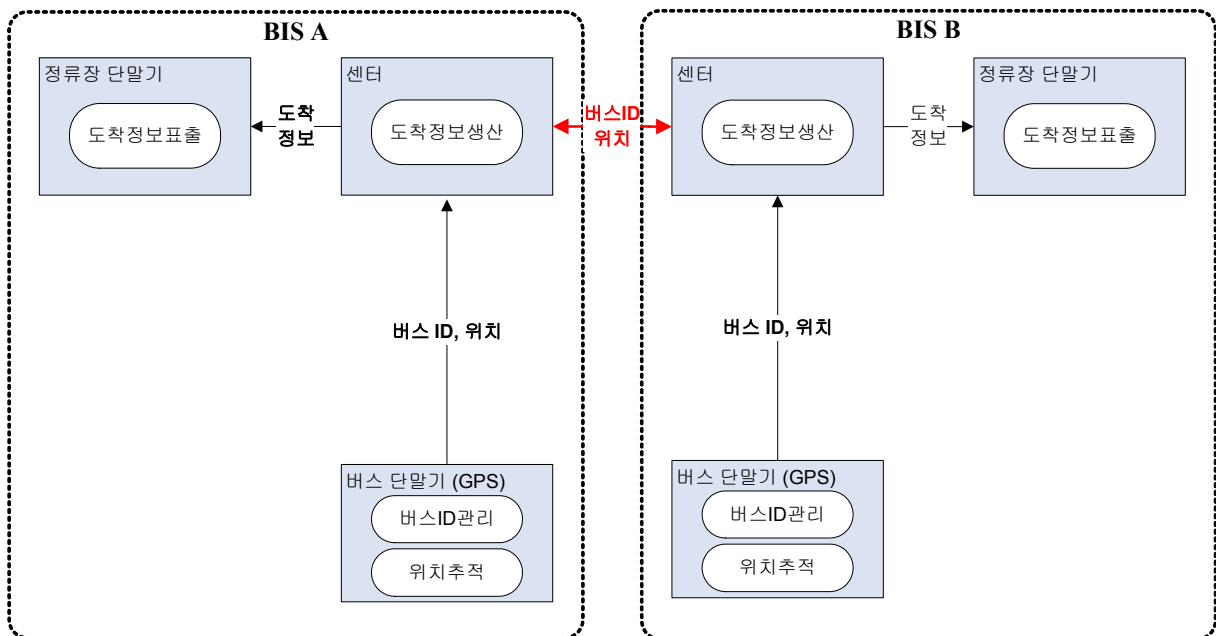 BIS A
정류장 단말기
도착정보표출
도착
정보
센터
도착정보생산
버스 ID, 위치
버스 단말기 (GPS)
버스ID관리
위치추적
버스ID
위치
BIS B
센터
도착정보생산
도착
정보
정류장 단말기
도착정보표출
버스 ID, 위치
버스 단말기 (GPS)
버스ID관리
위치추적